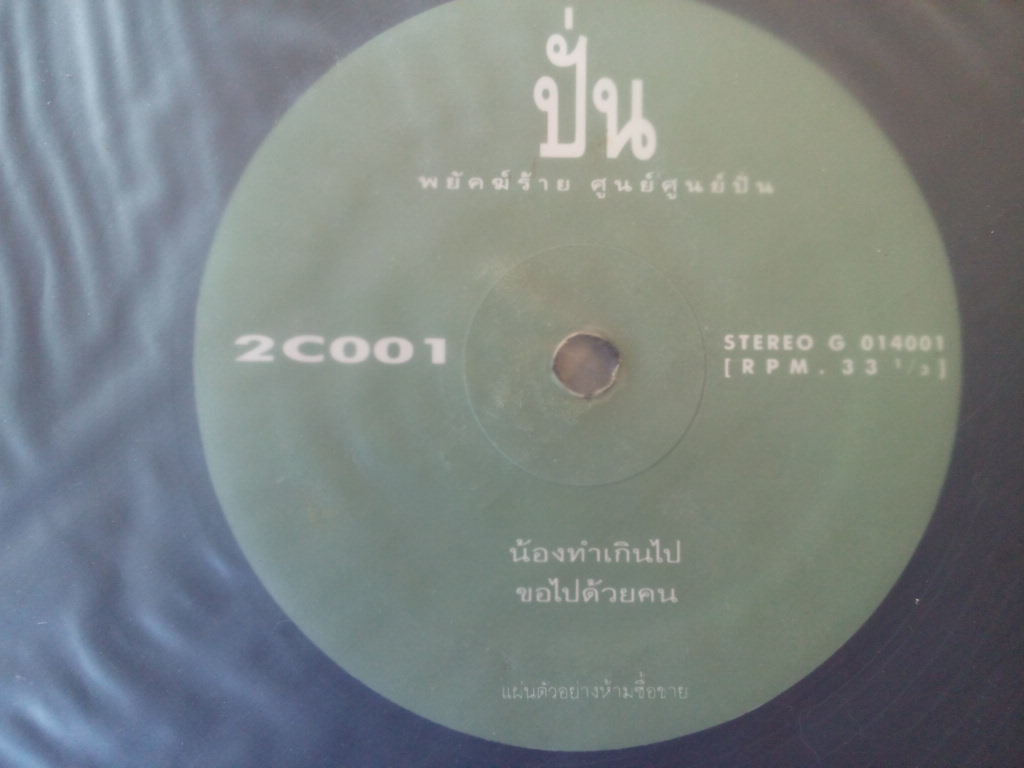 ปั่น
พยัคฆ์ร้าย ศูนย์ศูนย์ปั่น
2C001
STEREO G 014001
[RPM. 33 1/3]
น้องทำเกินไป
ขอไปด้วยคน
แผ่นตัวอย่างห้ามซื้อขาย